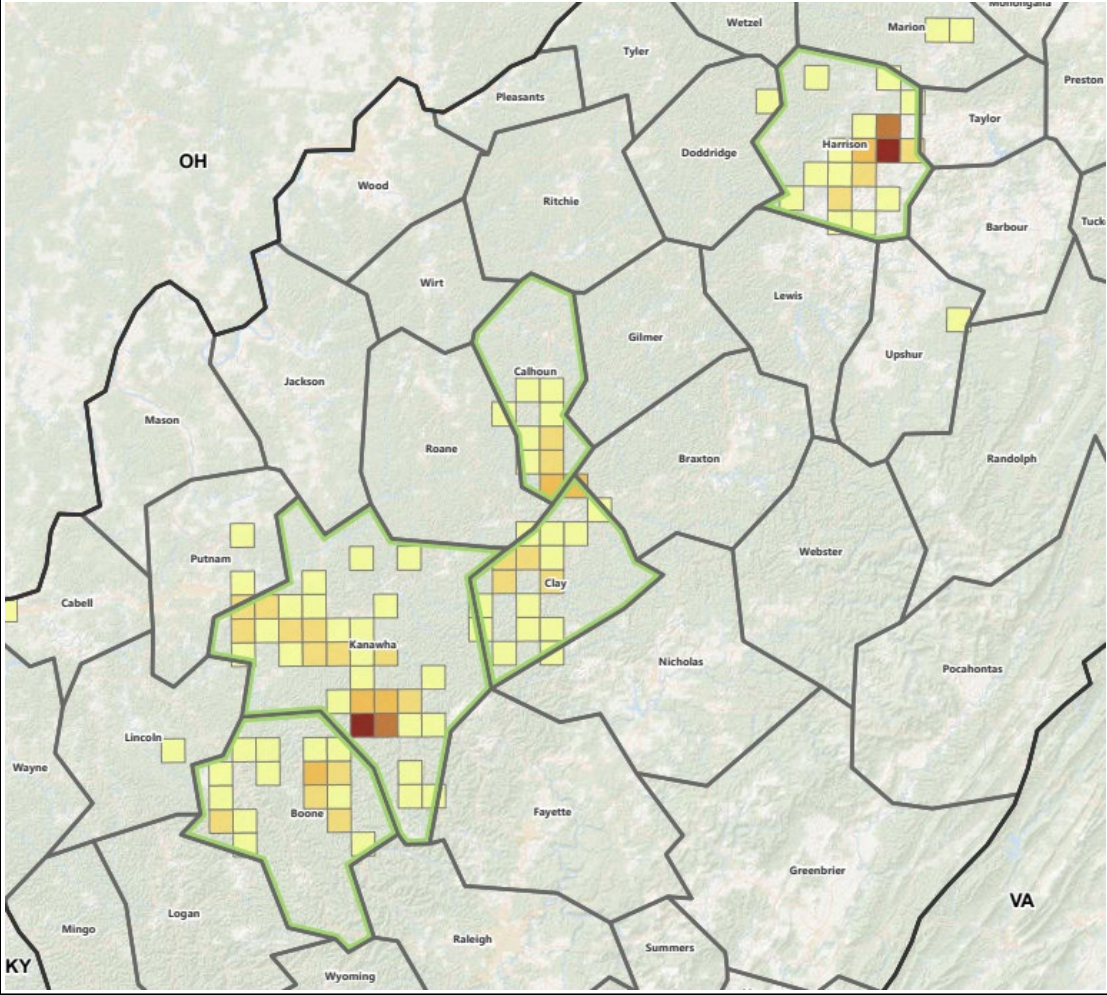 Monongalia
Wetzel
Marion
Tyler
Preston
Pleasants
Taylor
OH
Harrison
Doddridge
Wood
Ritchie
Tuck
Barbour
Wirt
Lewis
Gilmer
Upshur
Calhoun
Jackson
Mason
Roane
Braxton
Randolph
Webster
Putnam
Clay
Cabell
Kanawha
Nicholas
Pocahontas
Lincoln
Wayne
Fayette
Boone
Greenbrier
VA
Logan
Mingo
Raleigh
Summers
KY
Wyoming